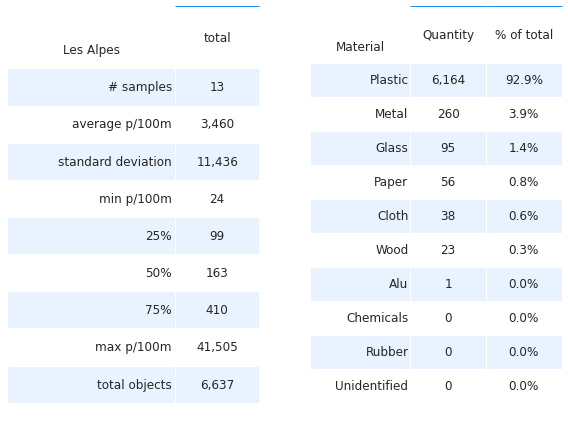 Les Alpes total
# samples 13
average p/100m 3,460
standard deviation 11,436
min p/100m 24
25% 99
50% 163
75% 410
max p/100m 41,505
total objects 6,637
Material Quantity % of total
Plastic 6,164 92.9%
Metal 260 3.9%
Glass 95 1.4%
Paper 56 0.8%
Cloth 38 0.6%
Wood 23 0.3%
Alu 1 0.0%
Chemicals 0 0.0%
Rubber 0 0.0%
Unidentified 0 0.0%